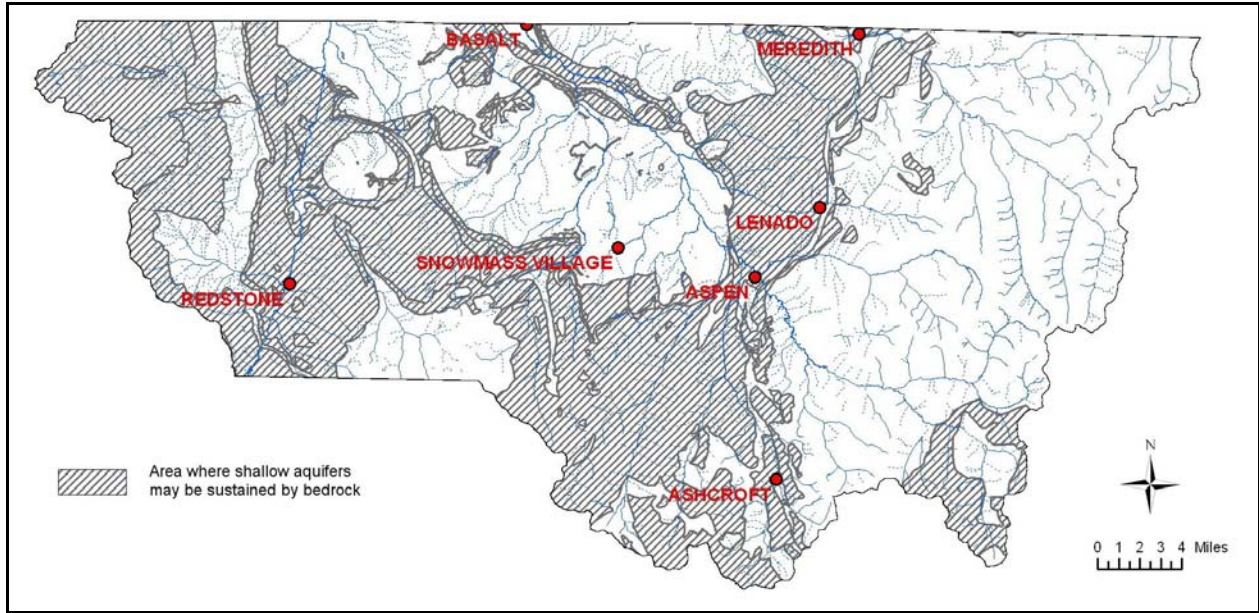 BASALT
MEREDITH
LENADO
SNOWMASS VILLAGE
REDSTONE
ASPEN
ASHCROFT
Area where shallow aquifers
may be sustained by bedrock
N
0 1 2 3 4 Miles